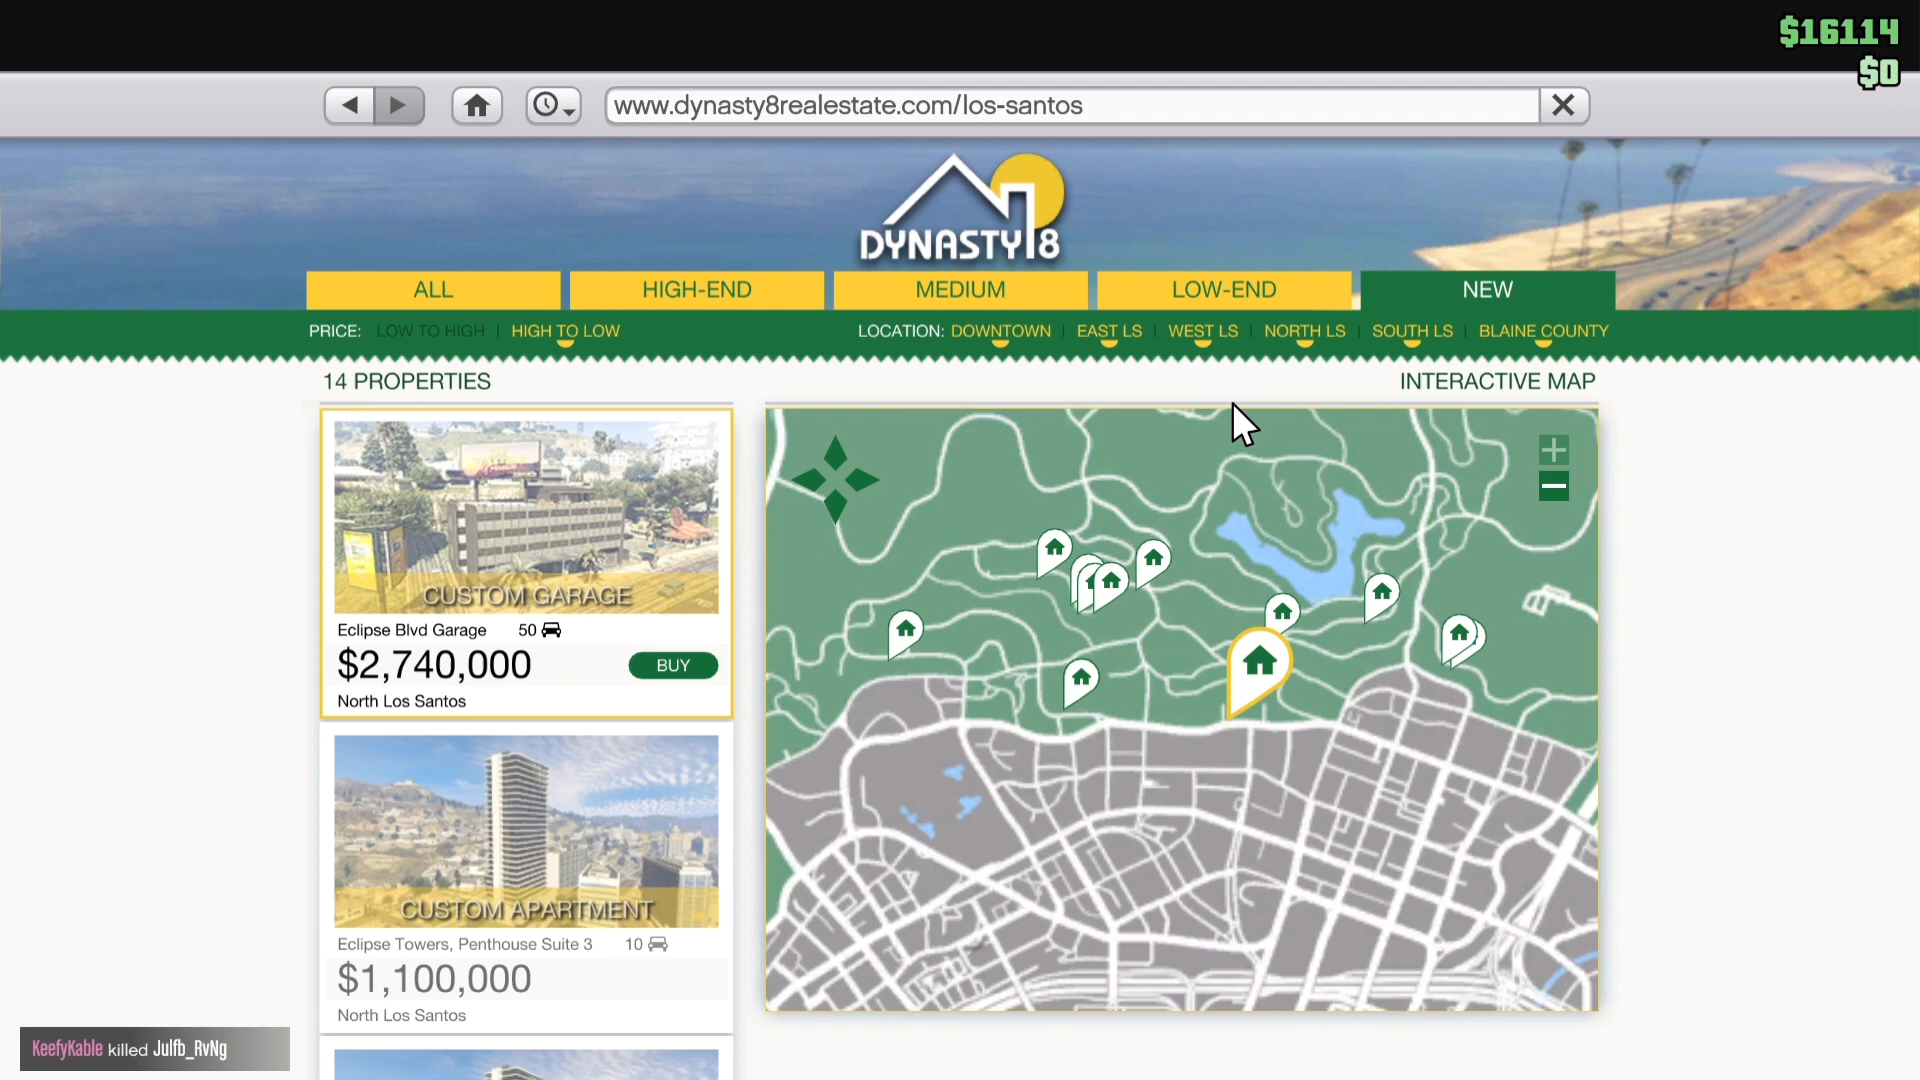 $16114
$0
www.dynasty8realestate.com/los-santos
DYNASTY 8
ALL
HIGH-END
MEDIUM
LOW-END
NEW
PRICE: LOW TO HIGH | HIGH TO LOW
LOCATION: DOWNTOWN | EAST LS | WEST LS | NORTH LS | SOUTH LS | BLAINE COUNTY
14 PROPERTIES
INTERACTIVE MAP
CUSTOM GARAGE
Eclipse Blvd Garage 50
$2,740,000
BUY
North Los Santos
CUSTOM APARTMENT
Eclipse Towers, Penthouse Suite 3 10
$1,100,000
North Los Santos
KeefyKable killed Julfb_RvNg